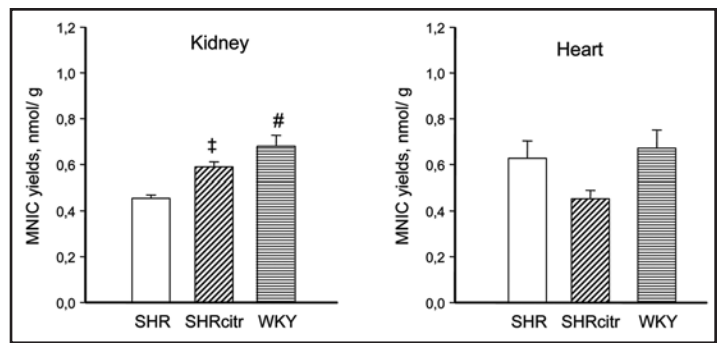 Kidney
MNIC yields, nmol/ g
1,2
1,0
0,8
0,6
0,4
0,2
0,0
‡
#
SHR SHRcitr WKY
Heart
MNIC yields, nmol/ g
1,2
1,0
0,8
0,6
0,4
0,2
0,0
SHR SHRcitr WKY